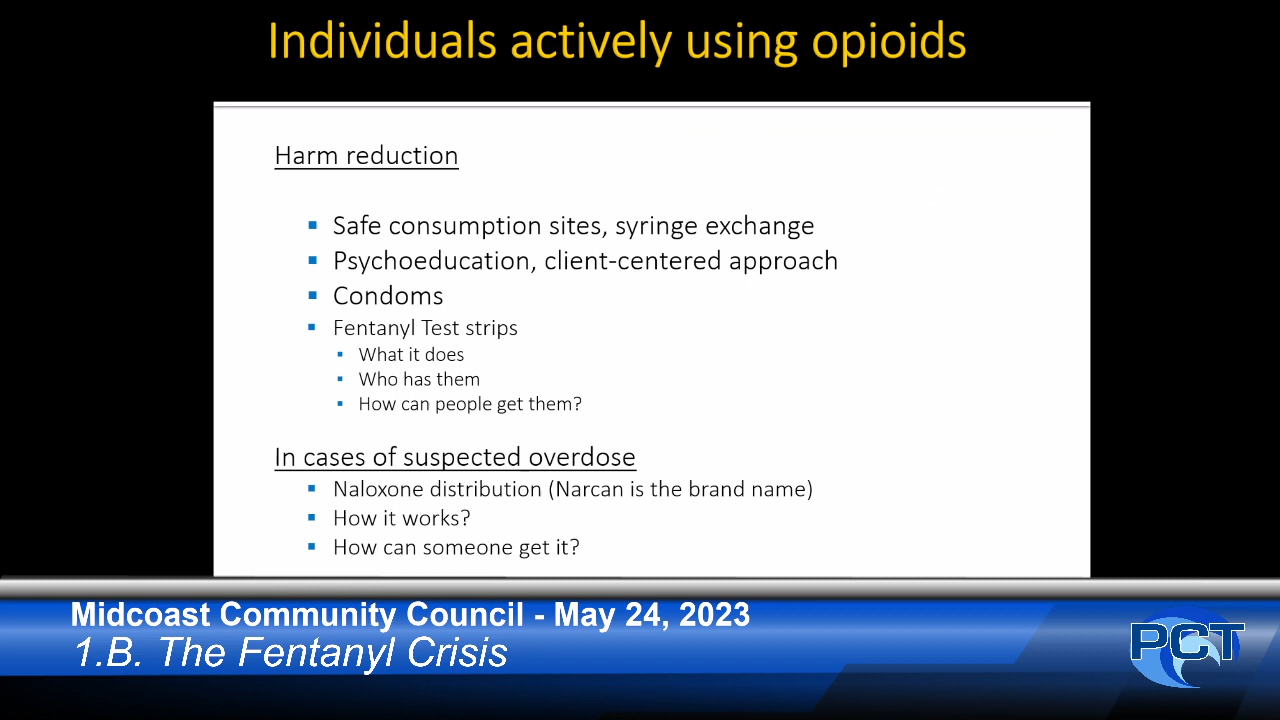 Individuals actively using opioids
Harm reduction
Safe consumption sites, syringe exchange
Psychoeducation, client-centered approach
Condoms
Fentanyl Test strips
What it does
Who has them
How can people get them?
In cases of suspected overdose
Naloxone distribution (Narcan is the brand name)
How it works?
How can someone get it?
Midcoast Community Council - May 24, 2023
1.B. The Fentanyl Crisis
PCT